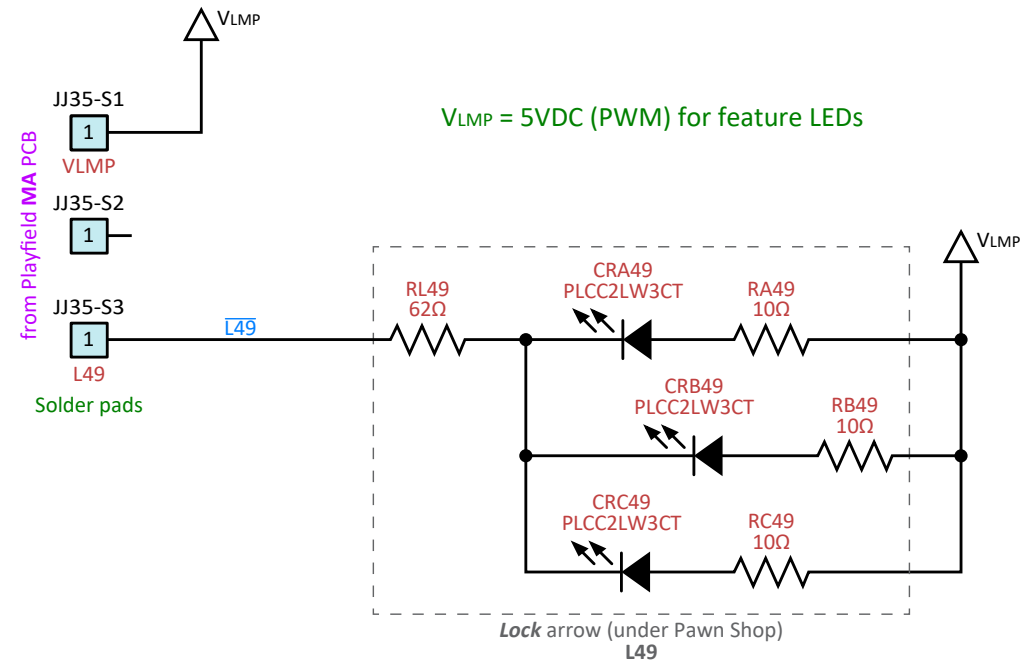 VLMP
JJ35-S1
1
VLMP
VLMP = 5VDC (PWM) for feature LEDs
from Playfield MA PCB
JJ35-S2
1
VLMP
JJ35-S3
1
L49
Solder pads
L49
RL49
62Ω
CRA49
PLCC2LW3CT
RA49
10Ω
CRB49
PLCC2LW3CT
RB49
10Ω
CRC49
PLCC2LW3CT
RC49
10Ω
Lock arrow (under Pawn Shop)
L49